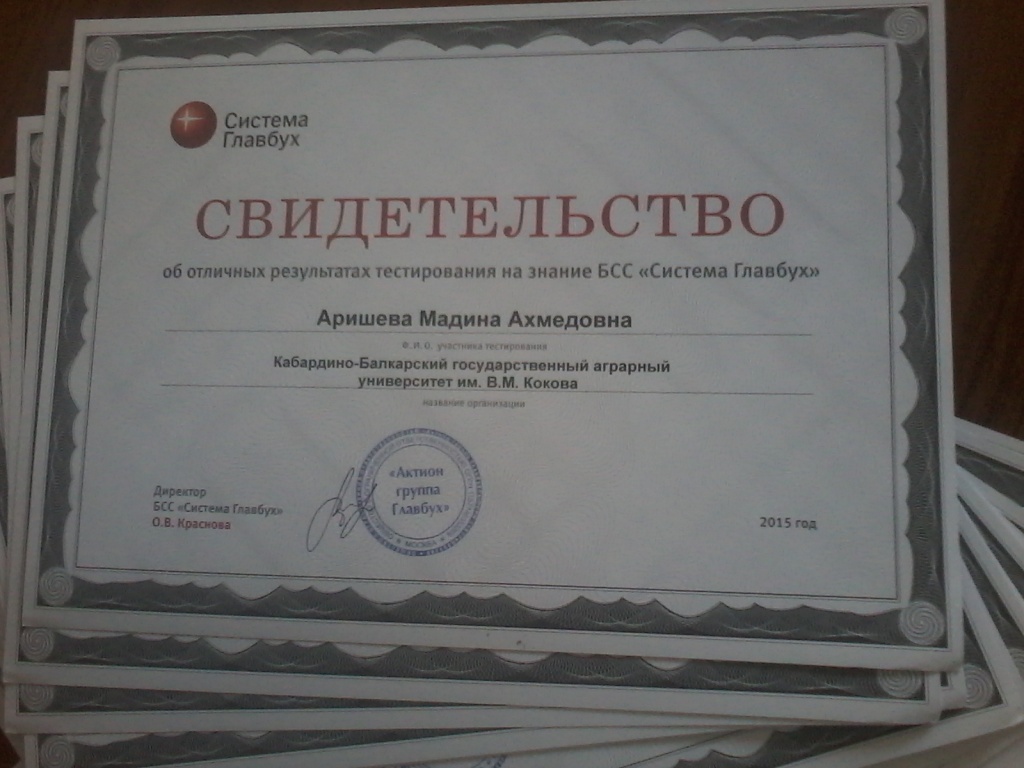 Система
Главбух
СВИДЕТЕЛЬСТВО
об отличных результатах тестирования на знание БСС «Система Главбух»
Аришева Мадина Ахмедовна
Ф. И. О. участника тестирования
Кабардино-Балкарский государственный аграрный
университет им. В.М. Кокова
название организации
«Актион
группа
Главбух»
МОСКВА
Директор
БСС «Система Главбух»
О.В. Краснова
2015 год